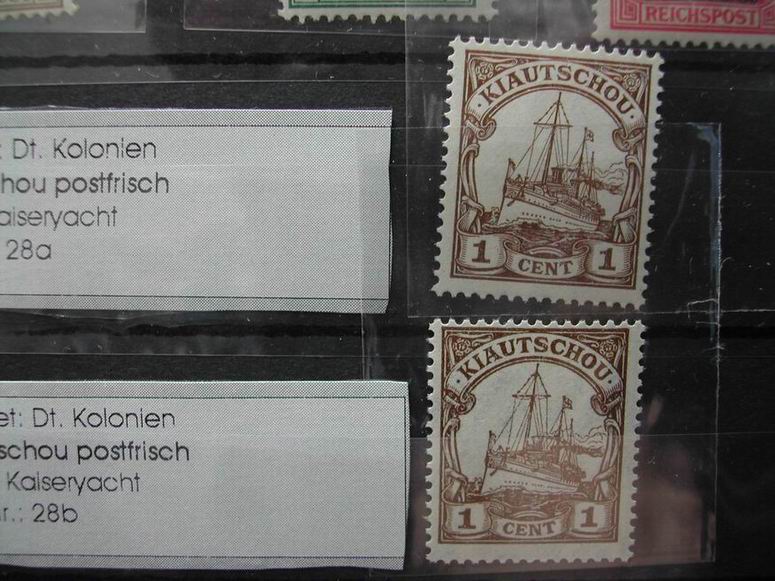 REICHSPOST
: Dt. Kolonien
hou postfrisch
aiseryacht
28a
KIAUTSCHOU
1 CENT 1
et: Dt. Kolonien
schou postfrisch
Kaiseryacht
r.: 28b
KIAUTSCHOU
1 CENT 1